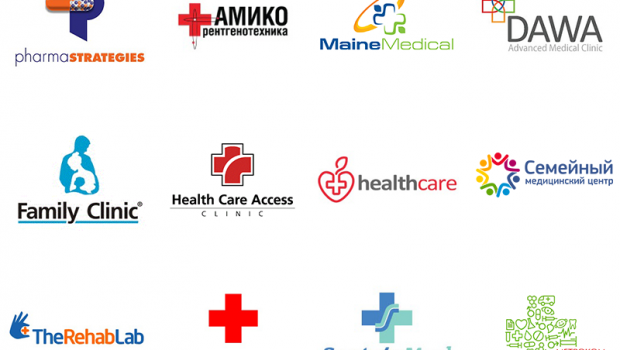 pharmaSTRATEGIES
АМИКО
рентгенотехника
MaineMedical
DAWA
Advanced Medical Clinic
Family Clinic®
Health Care Access
CLINIC
healthcare
Семейный
медицинский центр
TheRehabLab